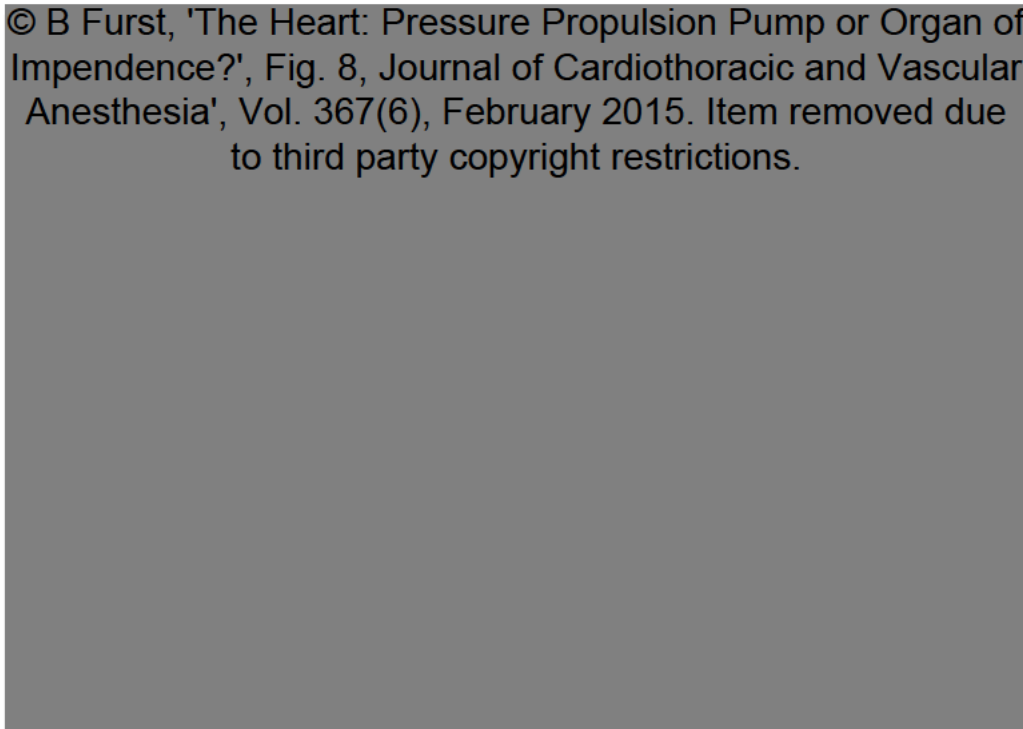 © B Furst, 'The Heart: Pressure Propulsion Pump or Organ of
Impendence?', Fig. 8, Journal of Cardiothoracic and Vascular
Anesthesia', Vol. 367(6), February 2015. Item removed due
to third party copyright restrictions.